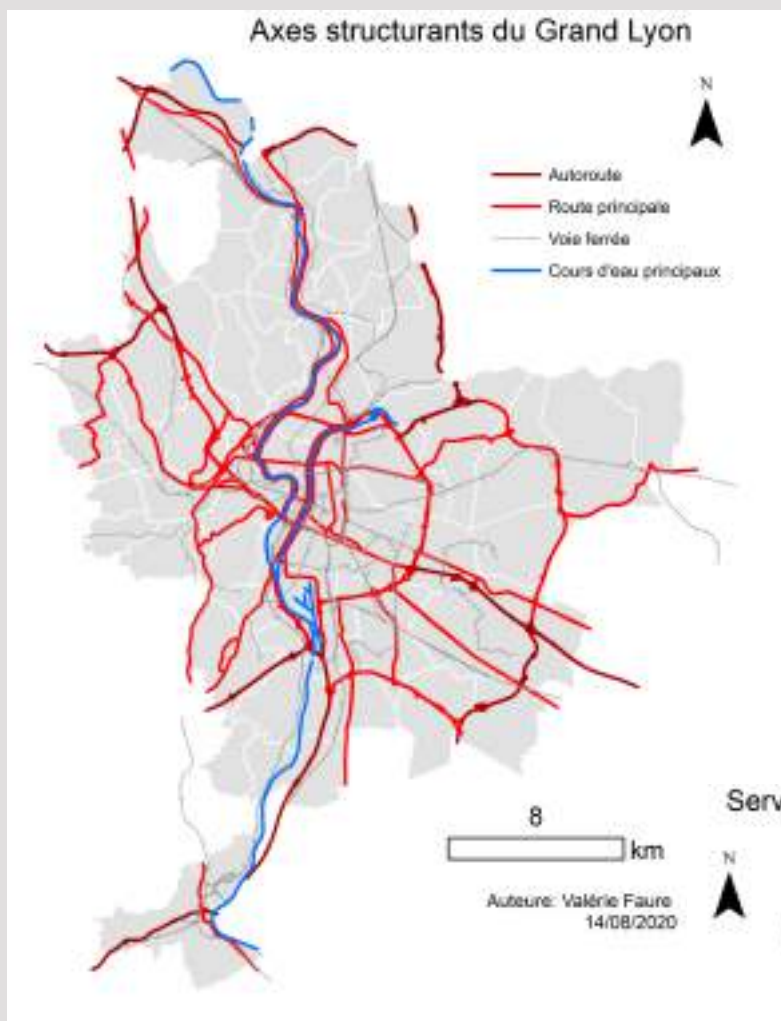 Axes structurants du Grand Lyon
N
Autoroute
Route principale
Voie ferrée
Cours d'eau principaux
8
km
Serv
N
Auteure: Valérie Faure
14/08/2020